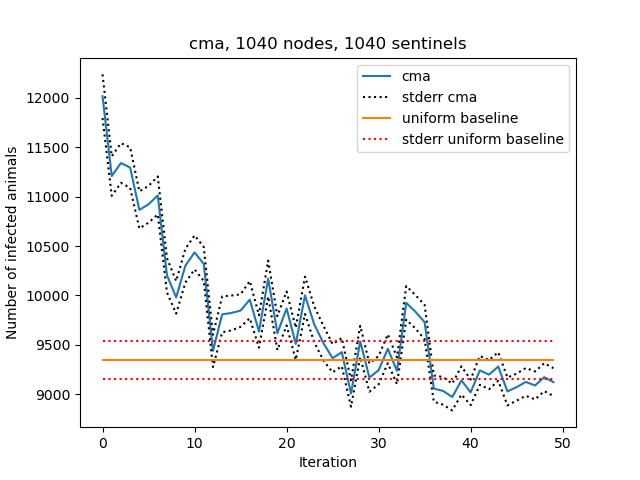 cma, 1040 nodes, 1040 sentinels
cma
stderr cma
uniform baseline
stderr uniform baseline
Number of infected animals
12000
11500
11000
10500
10000
9500
9000
0 10 20 30 40 50
Iteration